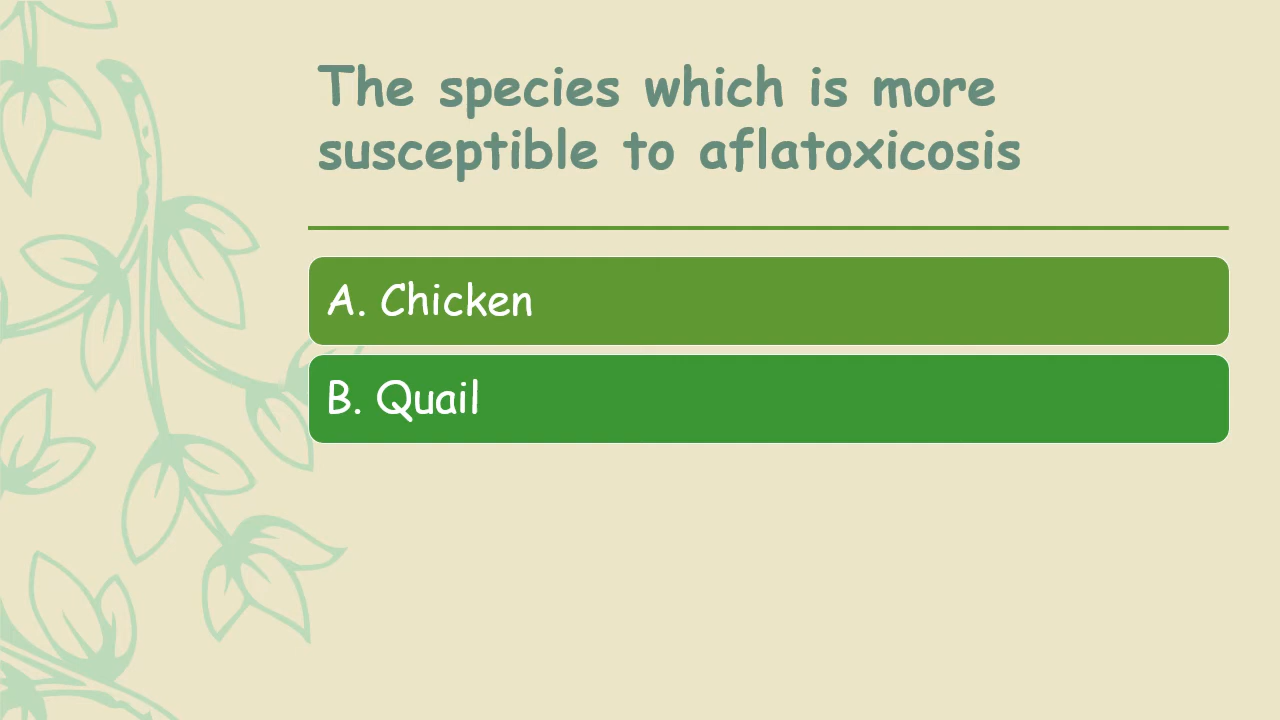 The species which is more
susceptible to aflatoxicosis
A. Chicken
B. Quail